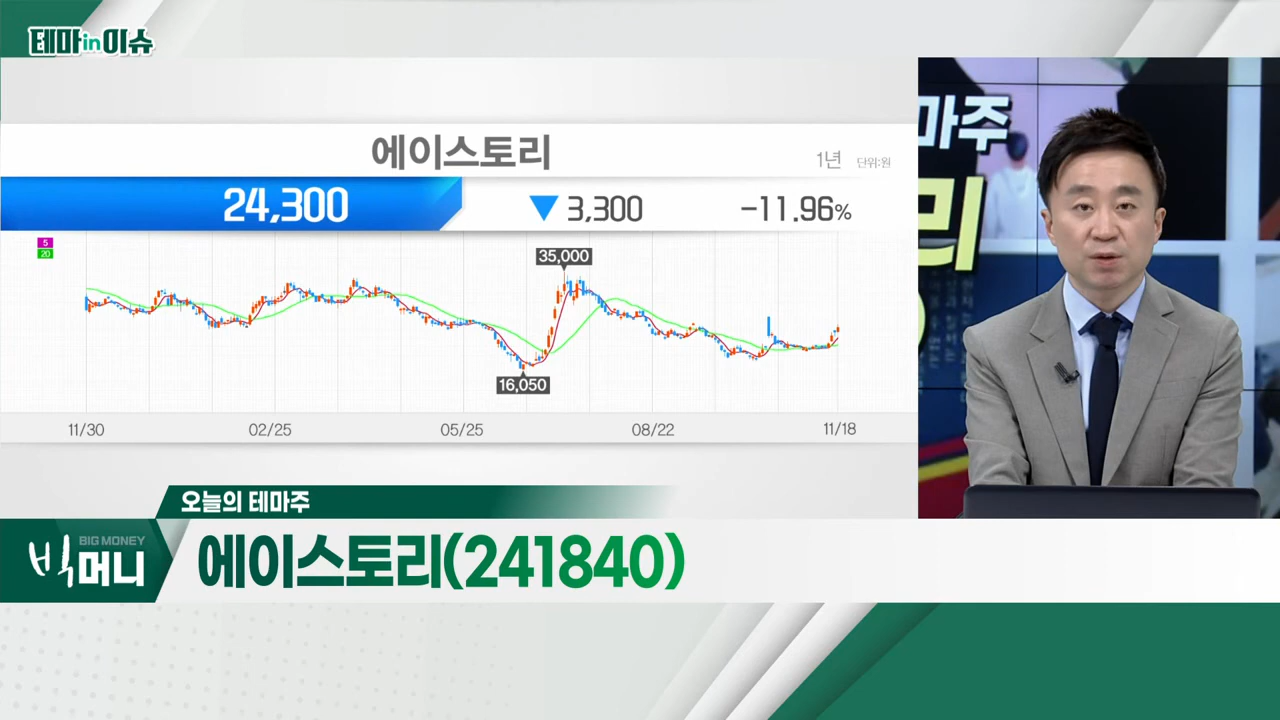 테마in이슈
에이스토리
1년 단위:원
24,300 ▼ 3,300 -11.96%
5
20
35,000
16,050
11/30 02/25 05/25 08/22 11/18
마주
리
오늘의 테마주
BIG MONEY
빅머니
에이스토리(241840)